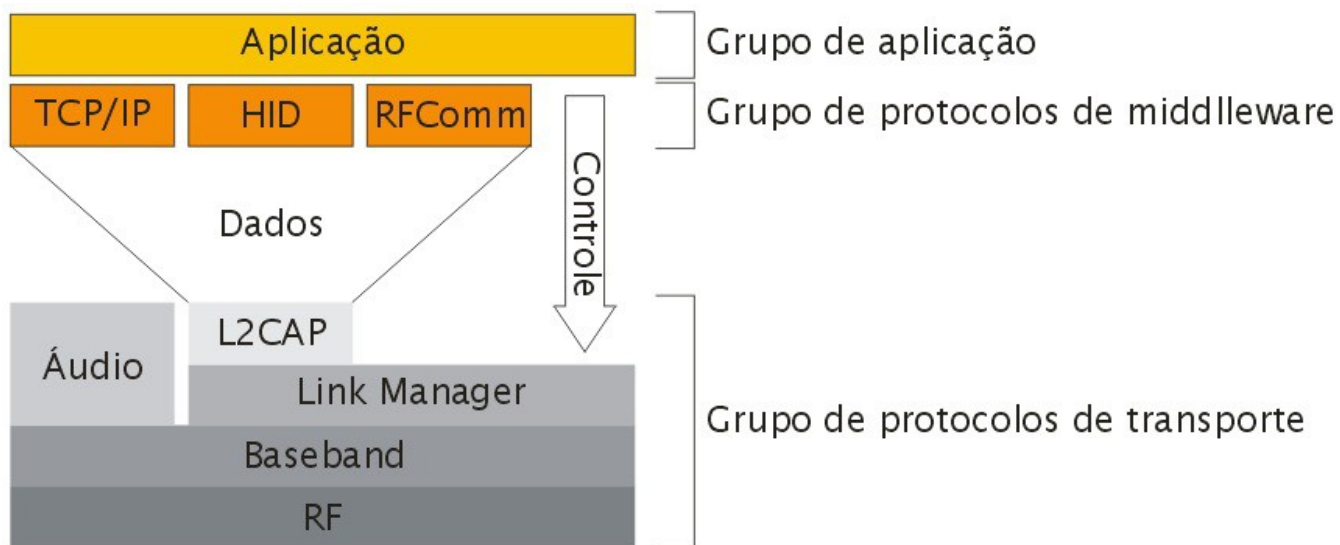 Aplicação
Grupo de aplicação
TCP/IP
HID
RFComm
Grupo de protocolos de middlleware
Controle
Dados
L2CAP
Áudio
Link Manager
Grupo de protocolos de transporte
Baseband
RF